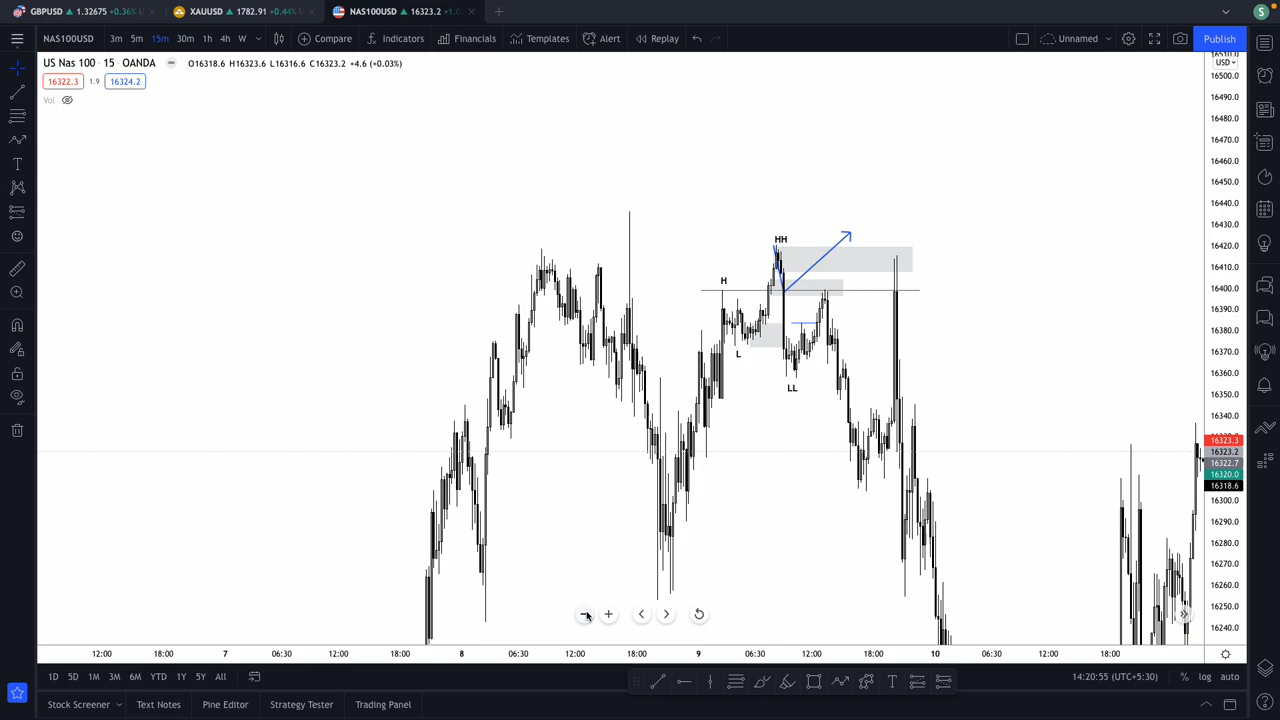 GBPUSD ▲ 1.32675 +0.36%
XAUUSD ▲ 1782.91 +0.44%
NAS100USD ▲ 16323.2
S
NAS100USD 3m 5m 15m 30m 1h 4h D W Compare Indicators Financials Templates Alert Replay Unnamed Publish
US Nas 100 · 15 · OANDA O16318.6 H16323.6 L16316.6 C16323.2 +4.6 (+0.03%)
16322.3 1.9 16324.2
Vol
USD
16500.0
16490.0
16480.0
16470.0
16460.0
16450.0
16440.0
16430.0
16420.0
16410.0
16400.0
16390.0
16380.0
16370.0
16360.0
16350.0
16340.0
16323.3
16323.2
16322.7
16320.0
16318.6
16300.0
16290.0
16280.0
16270.0
16260.0
16250.0
16240.0
HH
H
L
LL
12:00 18:00 7 06:30 12:00 18:00 8 06:30 12:00 18:00 9 06:30 12:00 18:00 10 06:30 12:00 18:00
1D 5D 1M 3M 6M YTD 1Y 5Y All 14:20:55 (UTC+5:30) % log auto
Stock Screener Text Notes Pine Editor Strategy Tester Trading Panel